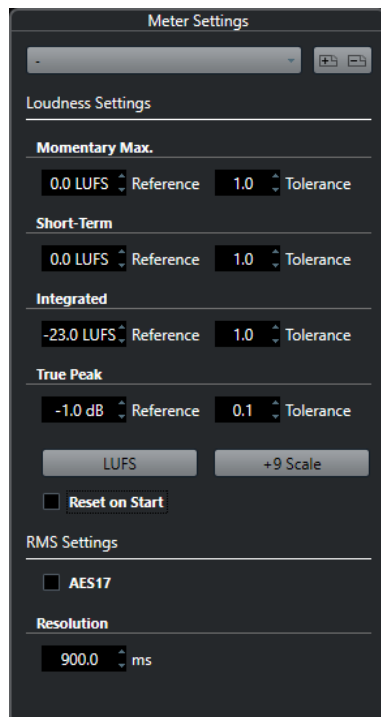 Meter Settings
-
Loudness Settings
Momentary Max.
0.0 LUFS Reference 1.0 Tolerance
Short-Term
0.0 LUFS Reference 1.0 Tolerance
Integrated
-23.0 LUFS Reference 1.0 Tolerance
True Peak
-1.0 dB Reference 0.1 Tolerance
LUFS +9 Scale
Reset on Start
RMS Settings
AES17
Resolution
900.0 ms